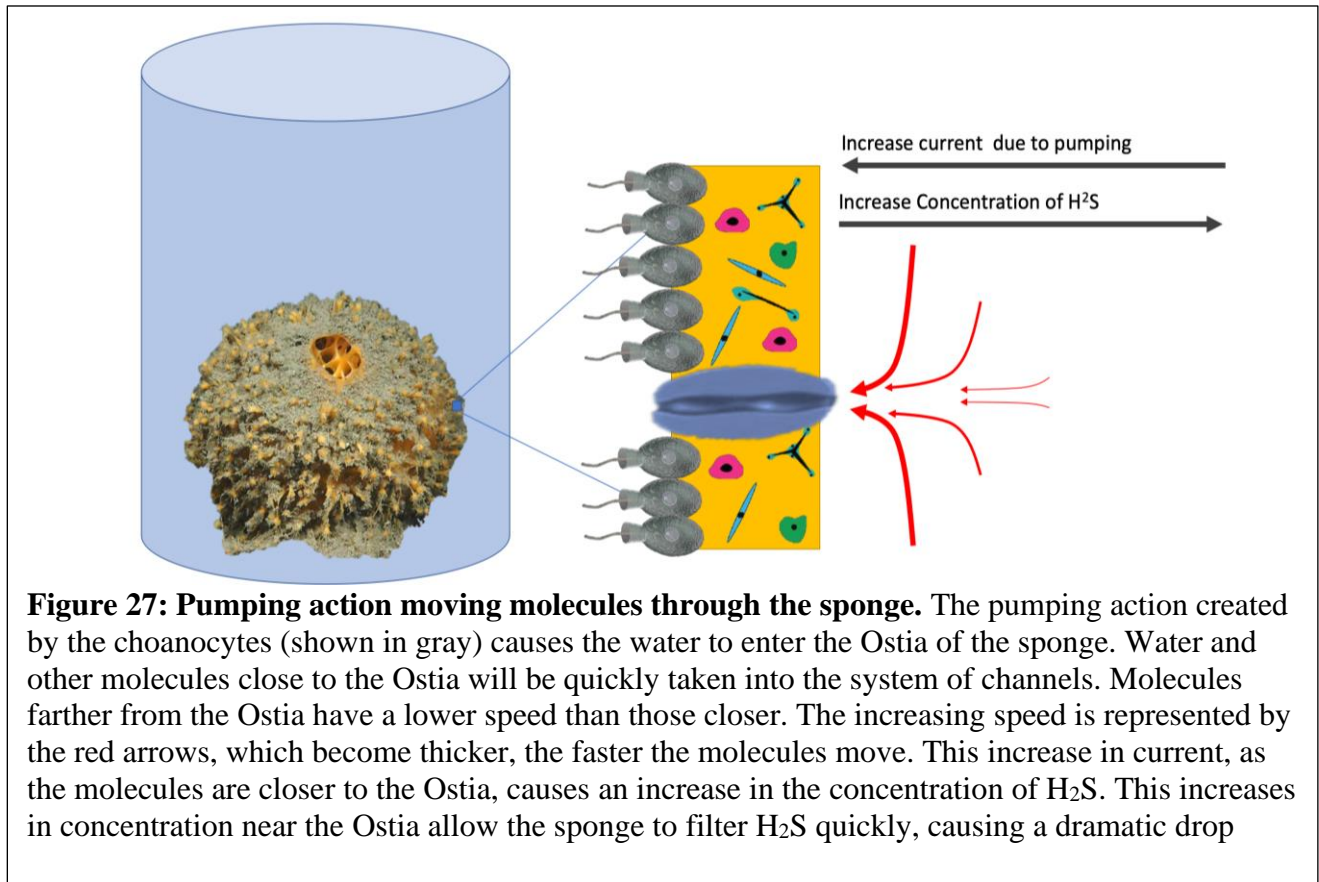 Increase current due to pumping
Increase Concentration of H²S
Figure 27: Pumping action moving molecules through the sponge. The pumping action created
by the choanocytes (shown in gray) causes the water to enter the Ostia of the sponge. Water and
other molecules close to the Ostia will be quickly taken into the system of channels. Molecules
farther from the Ostia have a lower speed than those closer. The increasing speed is represented by
the red arrows, which become thicker, the faster the molecules move. This increase in current, as
the molecules are closer to the Ostia, causes an increase in the concentration of H₂S. This increases
in concentration near the Ostia allow the sponge to filter H₂S quickly, causing a dramatic drop